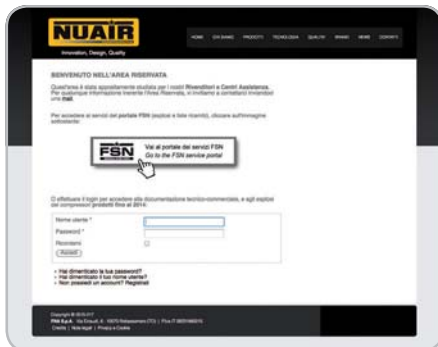 NUAIR
Innovation, Design, Quality
HOME CHI SIAMO PRODOTTI TECNOLOGIA QUALITY BRAND NEWS CONTATTI
BENVENUTO NELL'AREA RISERVATA
Quest'area è stata appositamente studiata per i nostri Rivenditori e Centri Assistenza.
Per qualunque informazione inerente l'Area Riservata, vi invitiamo a contattarci inviandoci
una mail.
Per accedere ai servizi del portale FSN (esplosi e liste ricambi), cliccare sull'immagine
sottostante:
FSN
Vai al portale dei servizi FSN
Go to the FSN service portal
O effettuare il login per accedere alla documentazione tecnico-commerciale, e agli esplosi
dei compressori prodotti fino al 2014:
Nome utente *
Password *
Ricordami
Accedi
Hai dimenticato la tua password?
Hai dimenticato il tuo nome utente?
Non possiedi un account? Registrati
FNA S.p.A.
Credits | Note legali | Privacy e Cookie